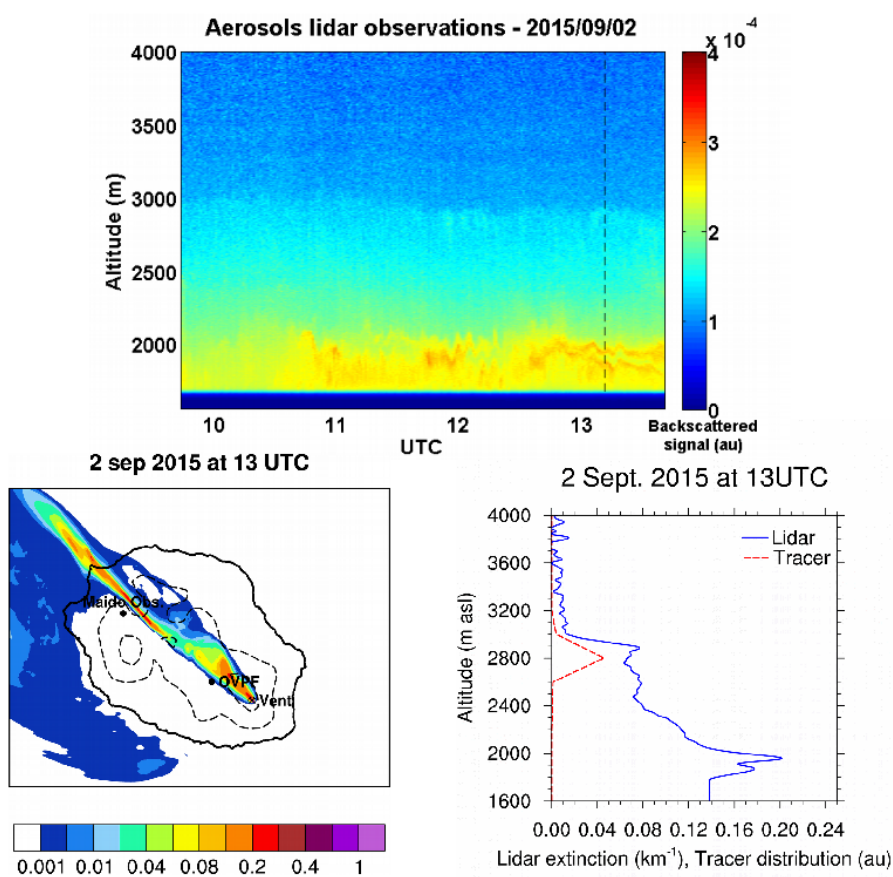 Aerosols lidar observations - 2015/09/02
x 10⁻⁴
4000
3500
3000
2500
2000
Altitude (m)
10
11
12
13
UTC
4
3
2
1
0
Backscattered
signal (au)
2 sep 2015 at 13 UTC
Maido Obs.
OVPF
Vent
0.001 0.01 0.04 0.08 0.2 0.4 1
2 Sept. 2015 at 13UTC
Lidar
Tracer
4000
3600
3200
2800
2400
2000
1600
Altitude (m asl)
0.00 0.04 0.08 0.12 0.16 0.20 0.24
Lidar extinction (km⁻¹), Tracer distribution (au)